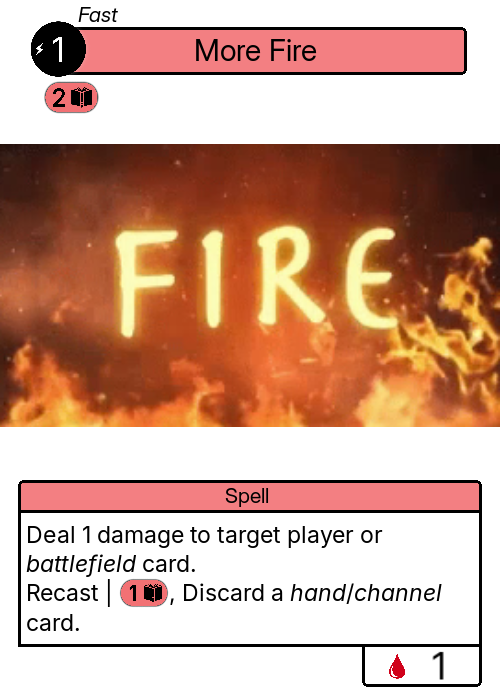 Fast
1 More Fire
2
FIRE
Spell
Deal 1 damage to target player or
battlefield card.
Recast | 1, Discard a hand/channel
card.
1